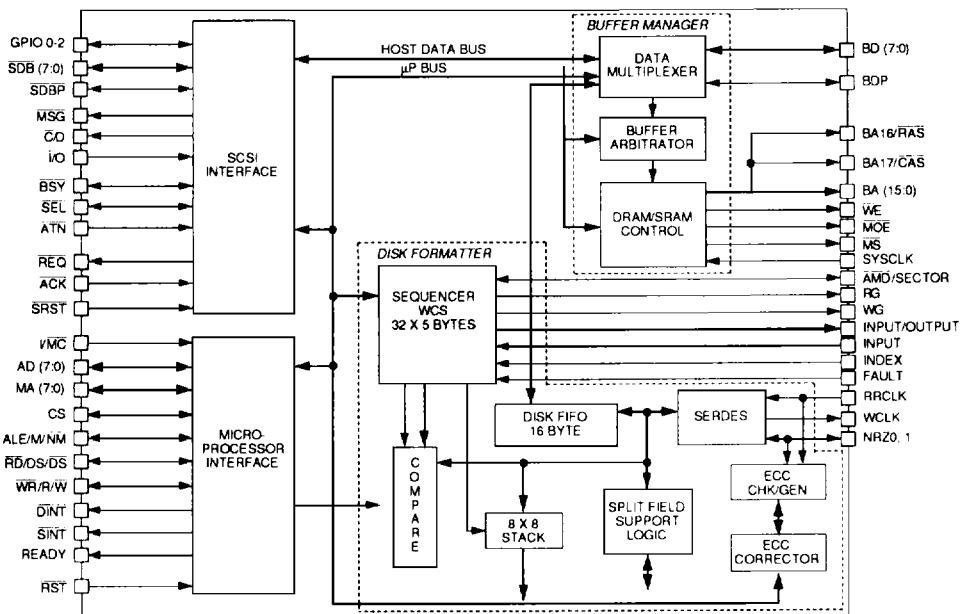 BUFFER MANAGER
GPIO 0-2
SDB (7:0)
SDBP
MSG
C/D
I/O
BSY
SEL
ATN
REQ
ACK
SRST
I/MC
AD (7:0)
MA (7:0)
CS
ALE/M/NM
RD/DS/DS
WR/R/W
DINT
SINT
READY
RST
SCSI
INTERFACE
MICRO-
PROCESSOR
INTERFACE
HOST DATA BUS
µP BUS
DATA
MULTIPLEXER
BUFFER
ARBITRATOR
DRAM/SRAM
CONTROL
DISK FORMATTER
SEQUENCER
WCS
32 X 5 BYTES
DISK FIFO
16 BYTE
SERDES
COMPARE
8 X 8
STACK
SPLIT FIELD
SUPPORT
LOGIC
ECC
CHK/GEN
ECC
CORRECTOR
BD (7:0)
BDP
BA16/RAS
BA17/CAS
BA (15:0)
WE
MOE
MS
SYSCLK
AMD/SECTOR
RG
WG
INPUT/OUTPUT
INPUT
INDEX
FAULT
RRCLK
WCLK
NRZ0, 1